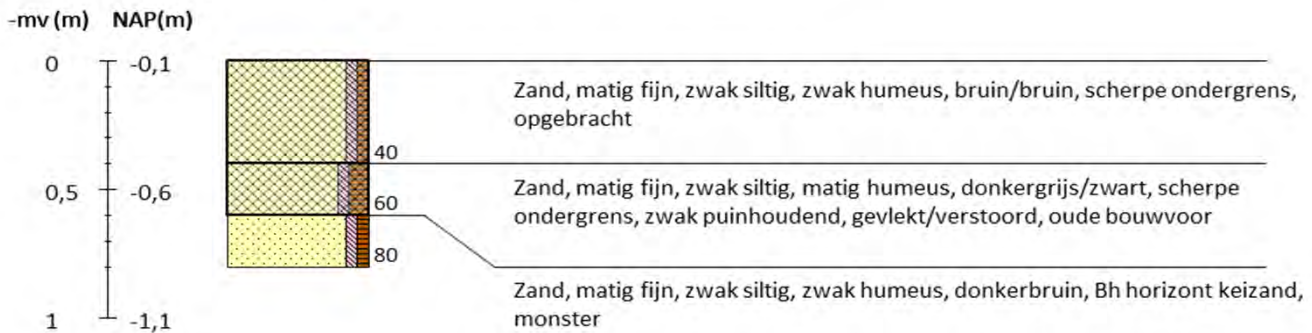 -mv (m) NAP(m)
0 -0,1
Zand, matig fijn, zwak siltig, zwak humeus, bruin/bruin, scherpe ondergrens,
opgebracht
40
0,5 -0,6
Zand, matig fijn, zwak siltig, matig humeus, donkergrijs/zwart, scherpe
ondergrens, zwak puinhoudend, gevlekt/verstoord, oude bouwvoor
60
80
Zand, matig fijn, zwak siltig, zwak humeus, donkerbruin, Bh horizont keizand,
monster
1 -1,1